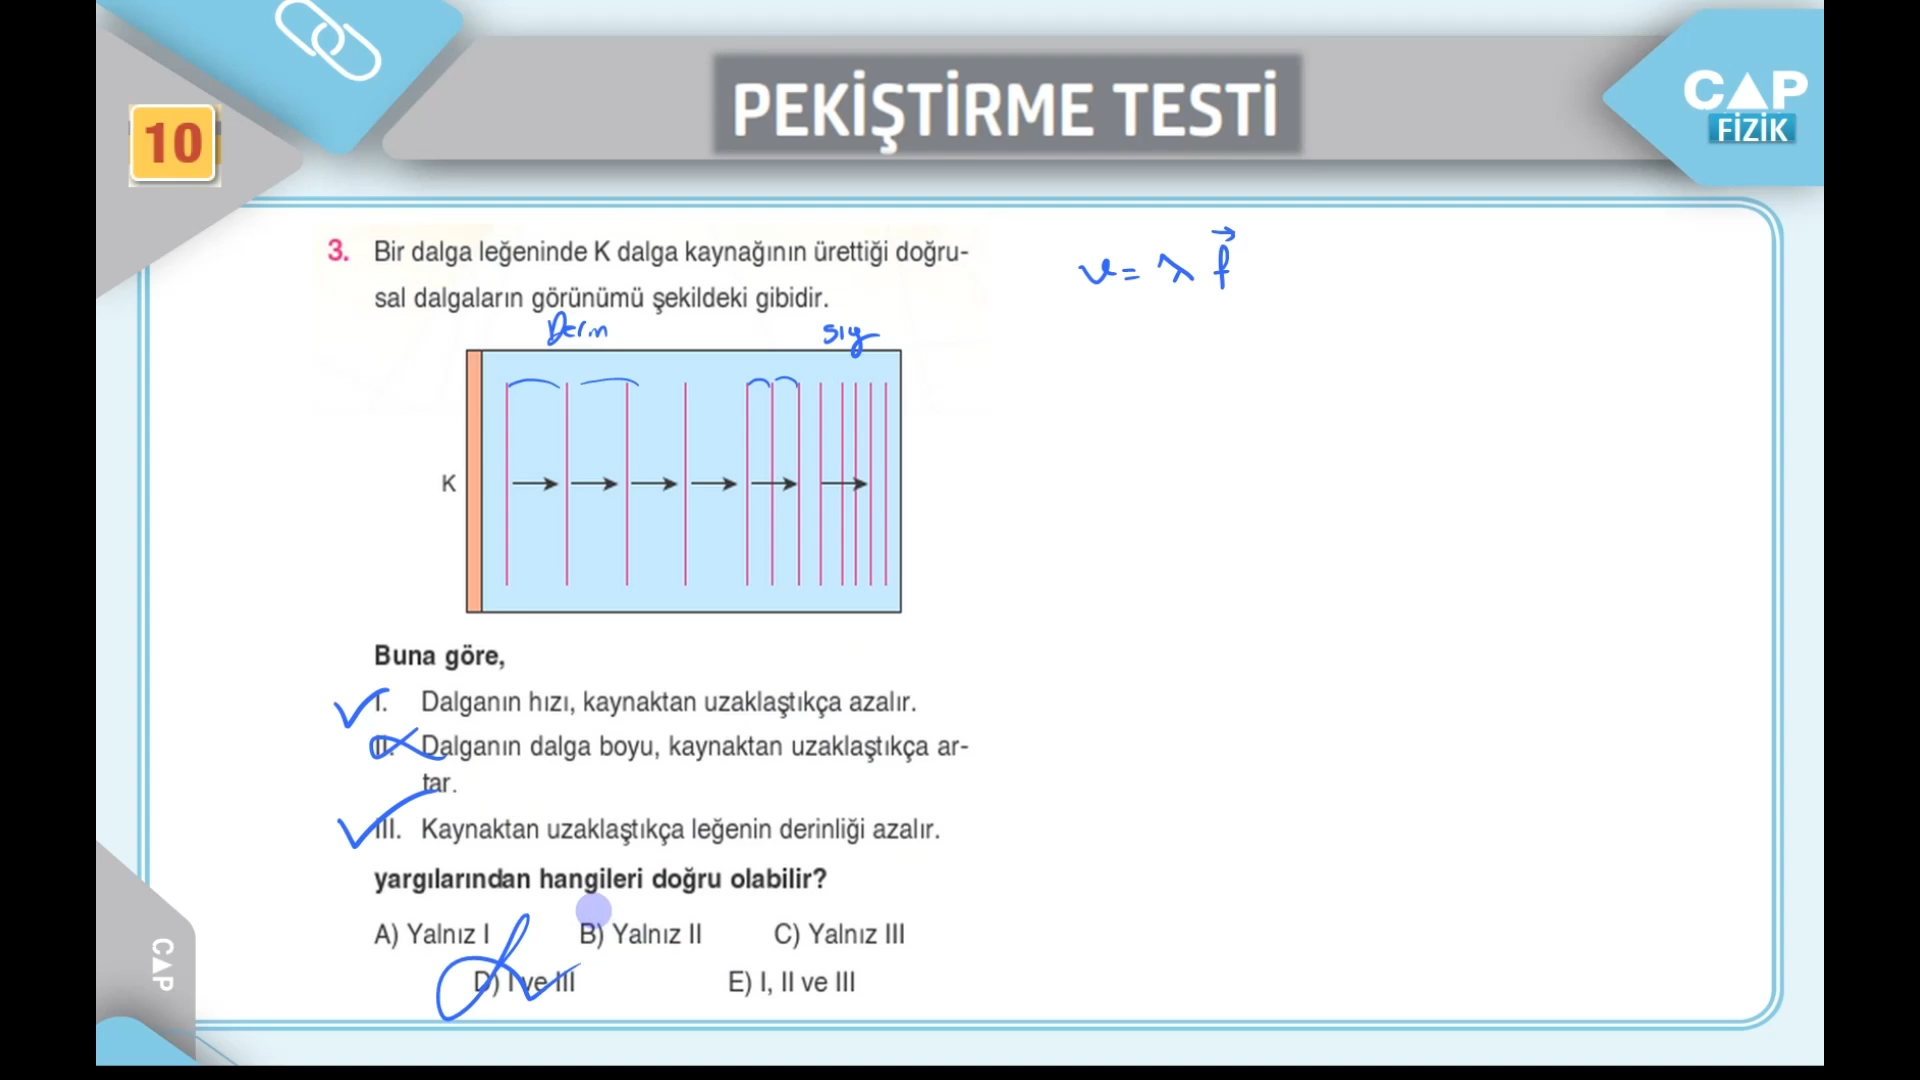 PEKİŞTİRME TESTİ
CAP
FİZİK
10
3. Bir dalga leğeninde K dalga kaynağının ürettiği doğru-
sal dalgaların görünümü şekildeki gibidir.
v = λ f
Derin
sığ
K
Buna göre,
I. Dalganın hızı, kaynaktan uzaklaştıkça azalır.
II. Dalganın dalga boyu, kaynaktan uzaklaştıkça ar-
tar.
III. Kaynaktan uzaklaştıkça leğenin derinliği azalır.
yargılarından hangileri doğru olabilir?
A) Yalnız I B) Yalnız II C) Yalnız III
D) I ve III E) I, II ve III
CAP